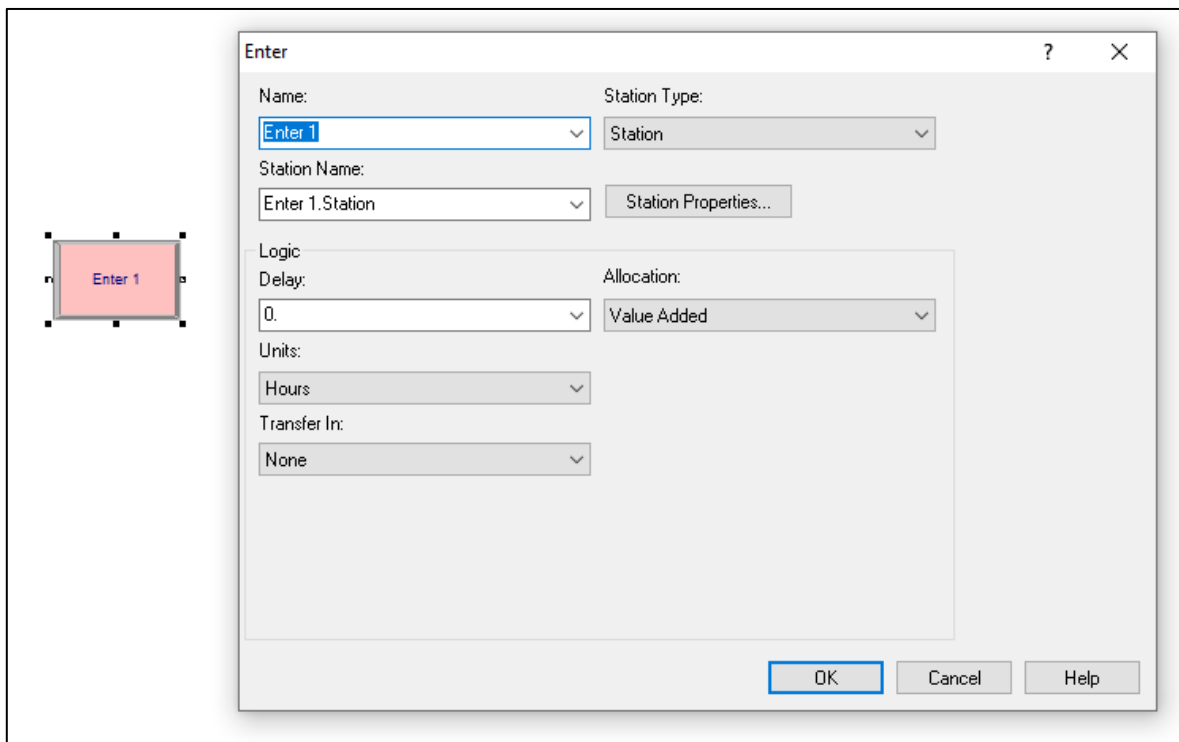 Enter
?
Name:
Station Type:
Enter 1
Station
Station Name:
Enter 1.Station
Station Properties...
Enter 1
Logic
Delay:
Allocation:
0.
Value Added
Units:
Hours
Transfer In:
None
OK
Cancel
Help